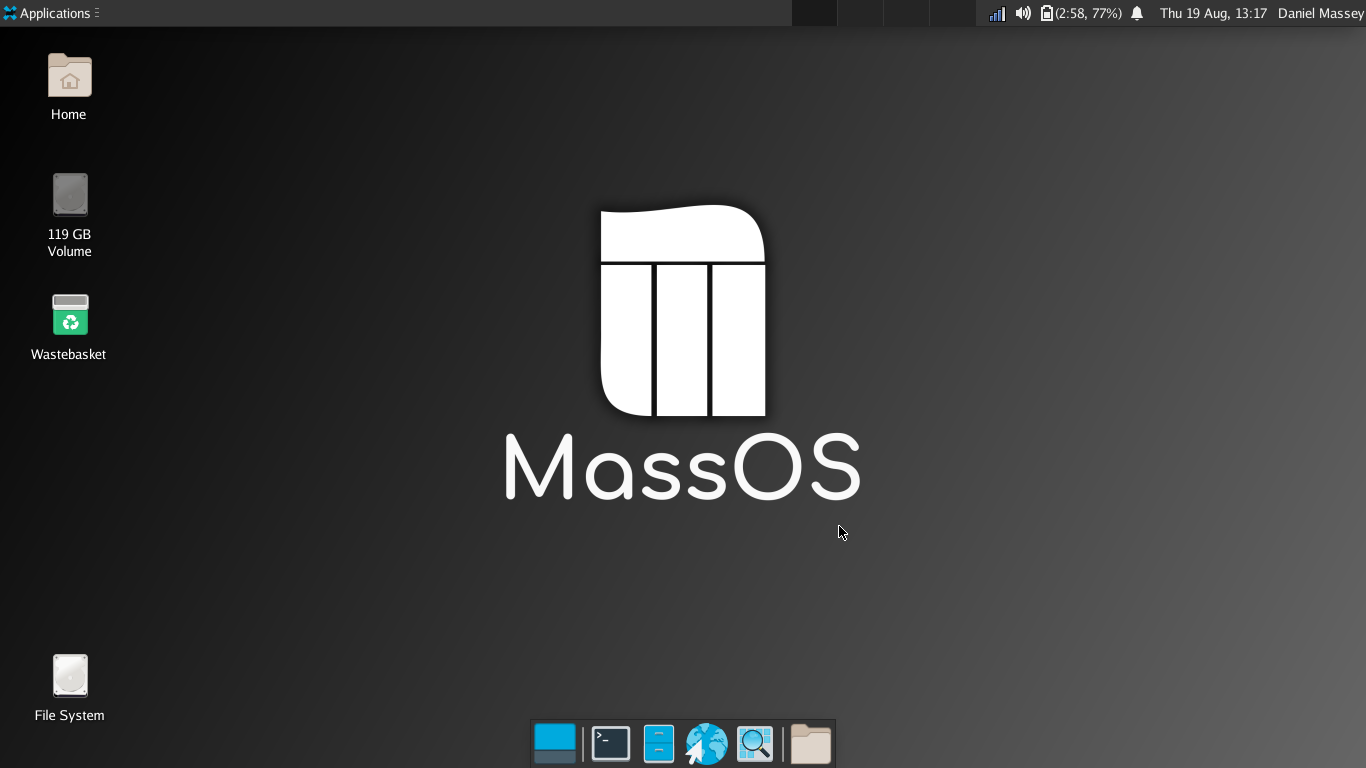 Applications
(2:58, 77%)
Thu 19 Aug, 13:17
Daniel Massey
Home
119 GB
Volume
Wastebasket
MassOS
File System